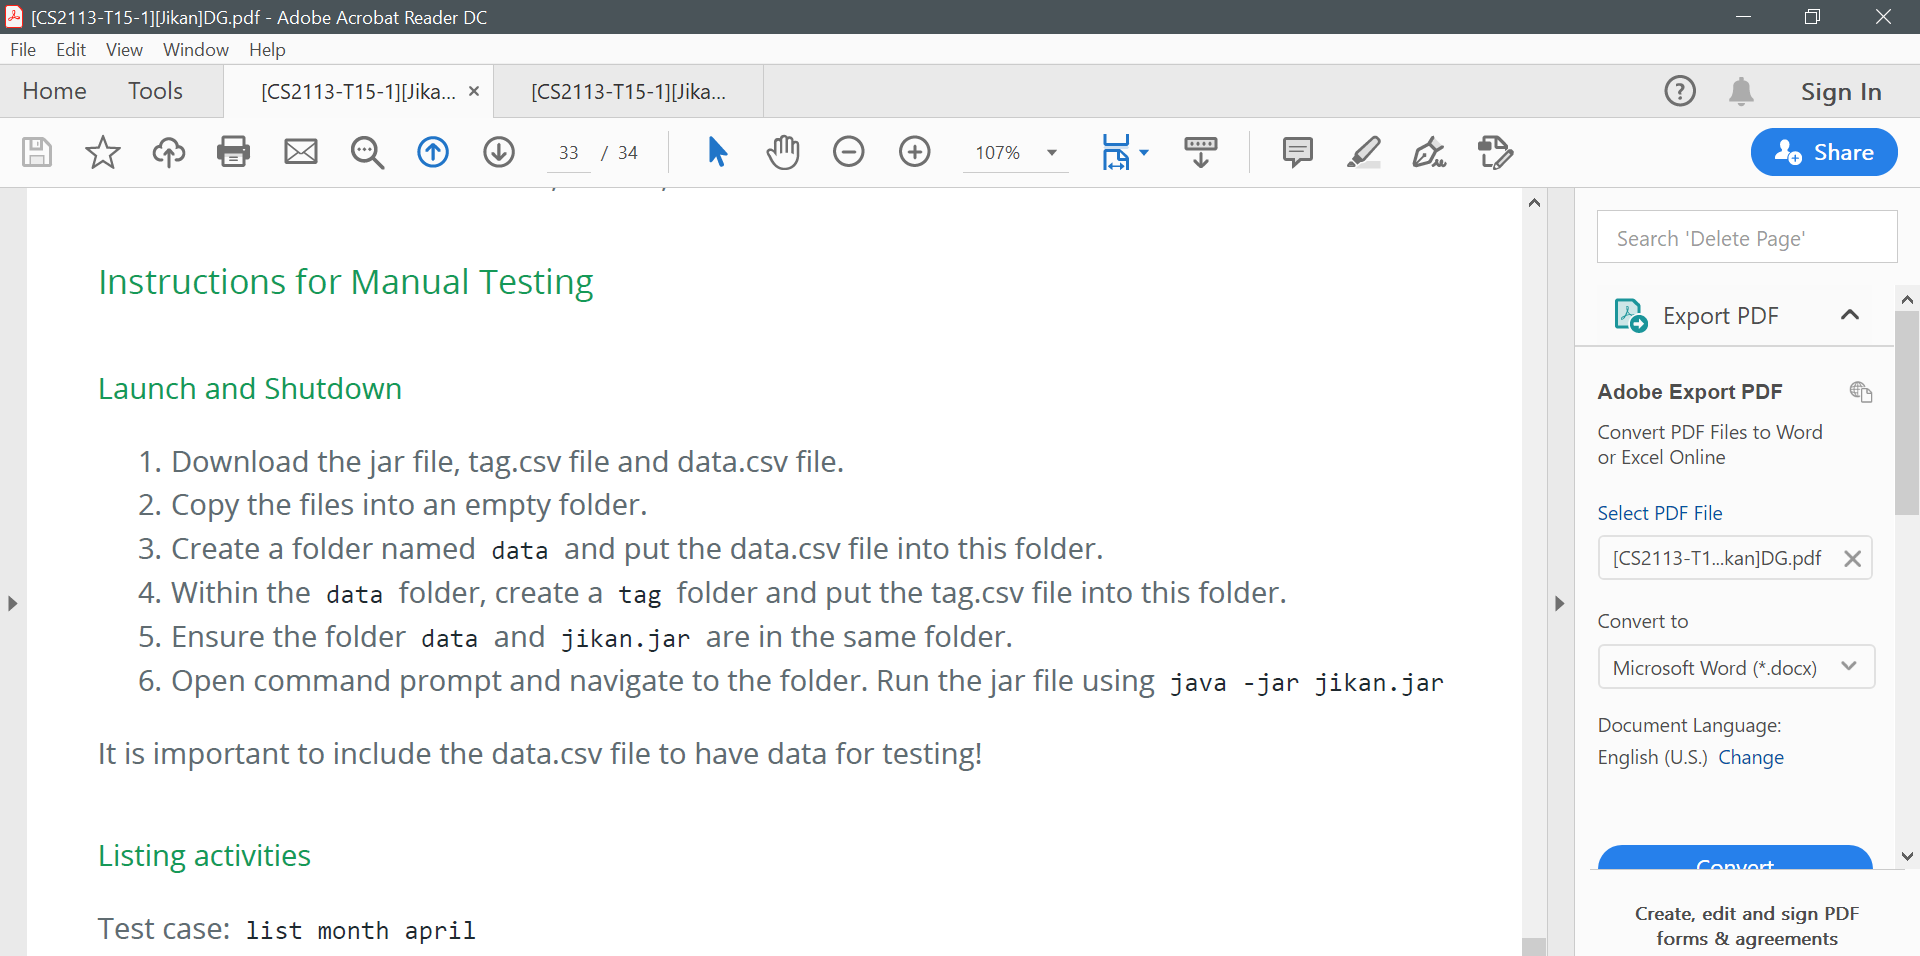 [CS2113-T15-1][Jikan]DG.pdf - Adobe Acrobat Reader DC
File Edit View Window Help
Home Tools [CS2113-T15-1][Jika... × [CS2113-T15-1][Jika... Sign In
33 / 34 107% Share
Instructions for Manual Testing
Launch and Shutdown
1. Download the jar file, tag.csv file and data.csv file.
2. Copy the files into an empty folder.
3. Create a folder named data and put the data.csv file into this folder.
4. Within the data folder, create a tag folder and put the tag.csv file into this folder.
5. Ensure the folder data and jikan.jar are in the same folder.
6. Open command prompt and navigate to the folder. Run the jar file using java -jar jikan.jar
It is important to include the data.csv file to have data for testing!
Listing activities
Test case: list month april
Search 'Delete Page'
Export PDF
Adobe Export PDF
Convert PDF Files to Word
or Excel Online
Select PDF File
[CS2113-T1...kan]DG.pdf
Convert to
Microsoft Word (*.docx)
Document Language:
English (U.S.) Change
Convert
Create, edit and sign PDF
forms & agreements